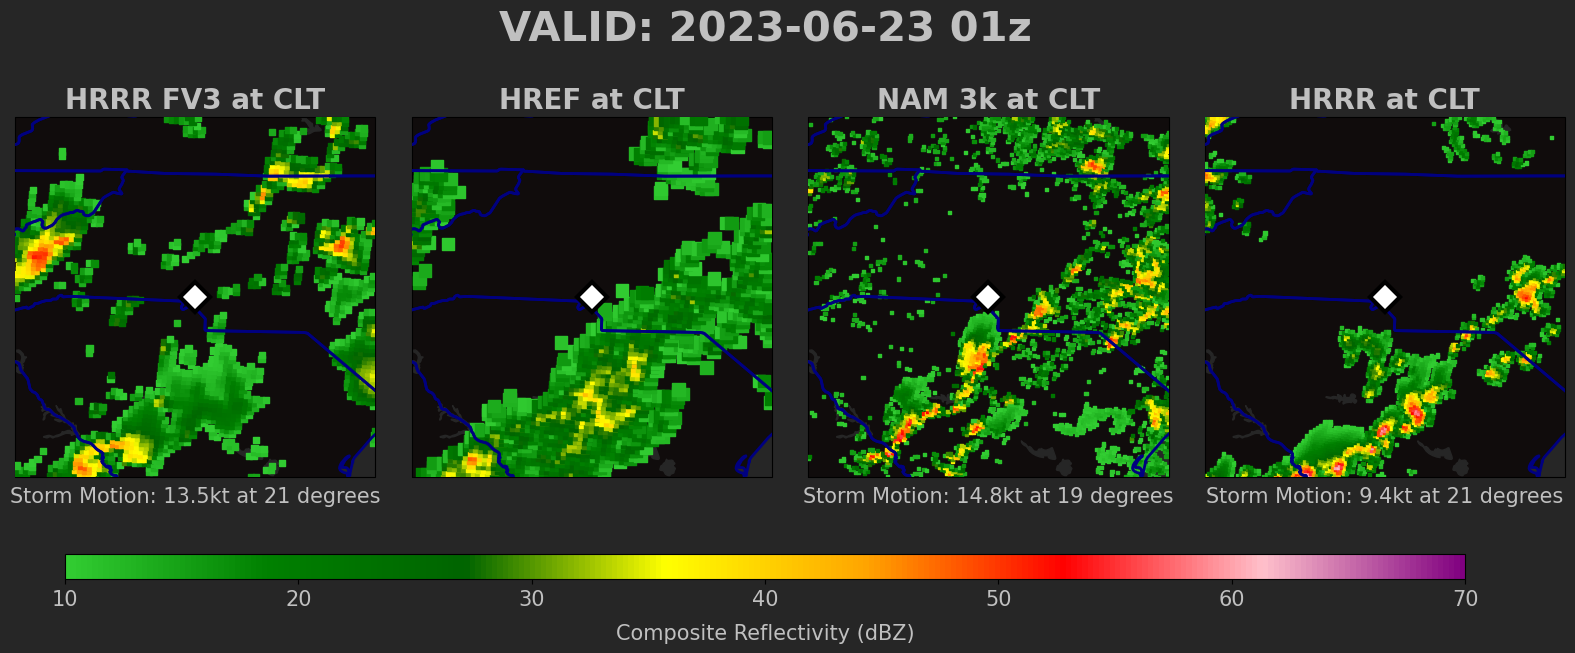 VALID: 2023-06-23 01z
HRRR FV3 at CLT
HREF at CLT
NAM 3k at CLT
HRRR at CLT
Storm Motion: 13.5kt at 21 degrees
Storm Motion: 14.8kt at 19 degrees
Storm Motion: 9.4kt at 21 degrees
10 20 30 40 50 60 70
Composite Reflectivity (dBZ)